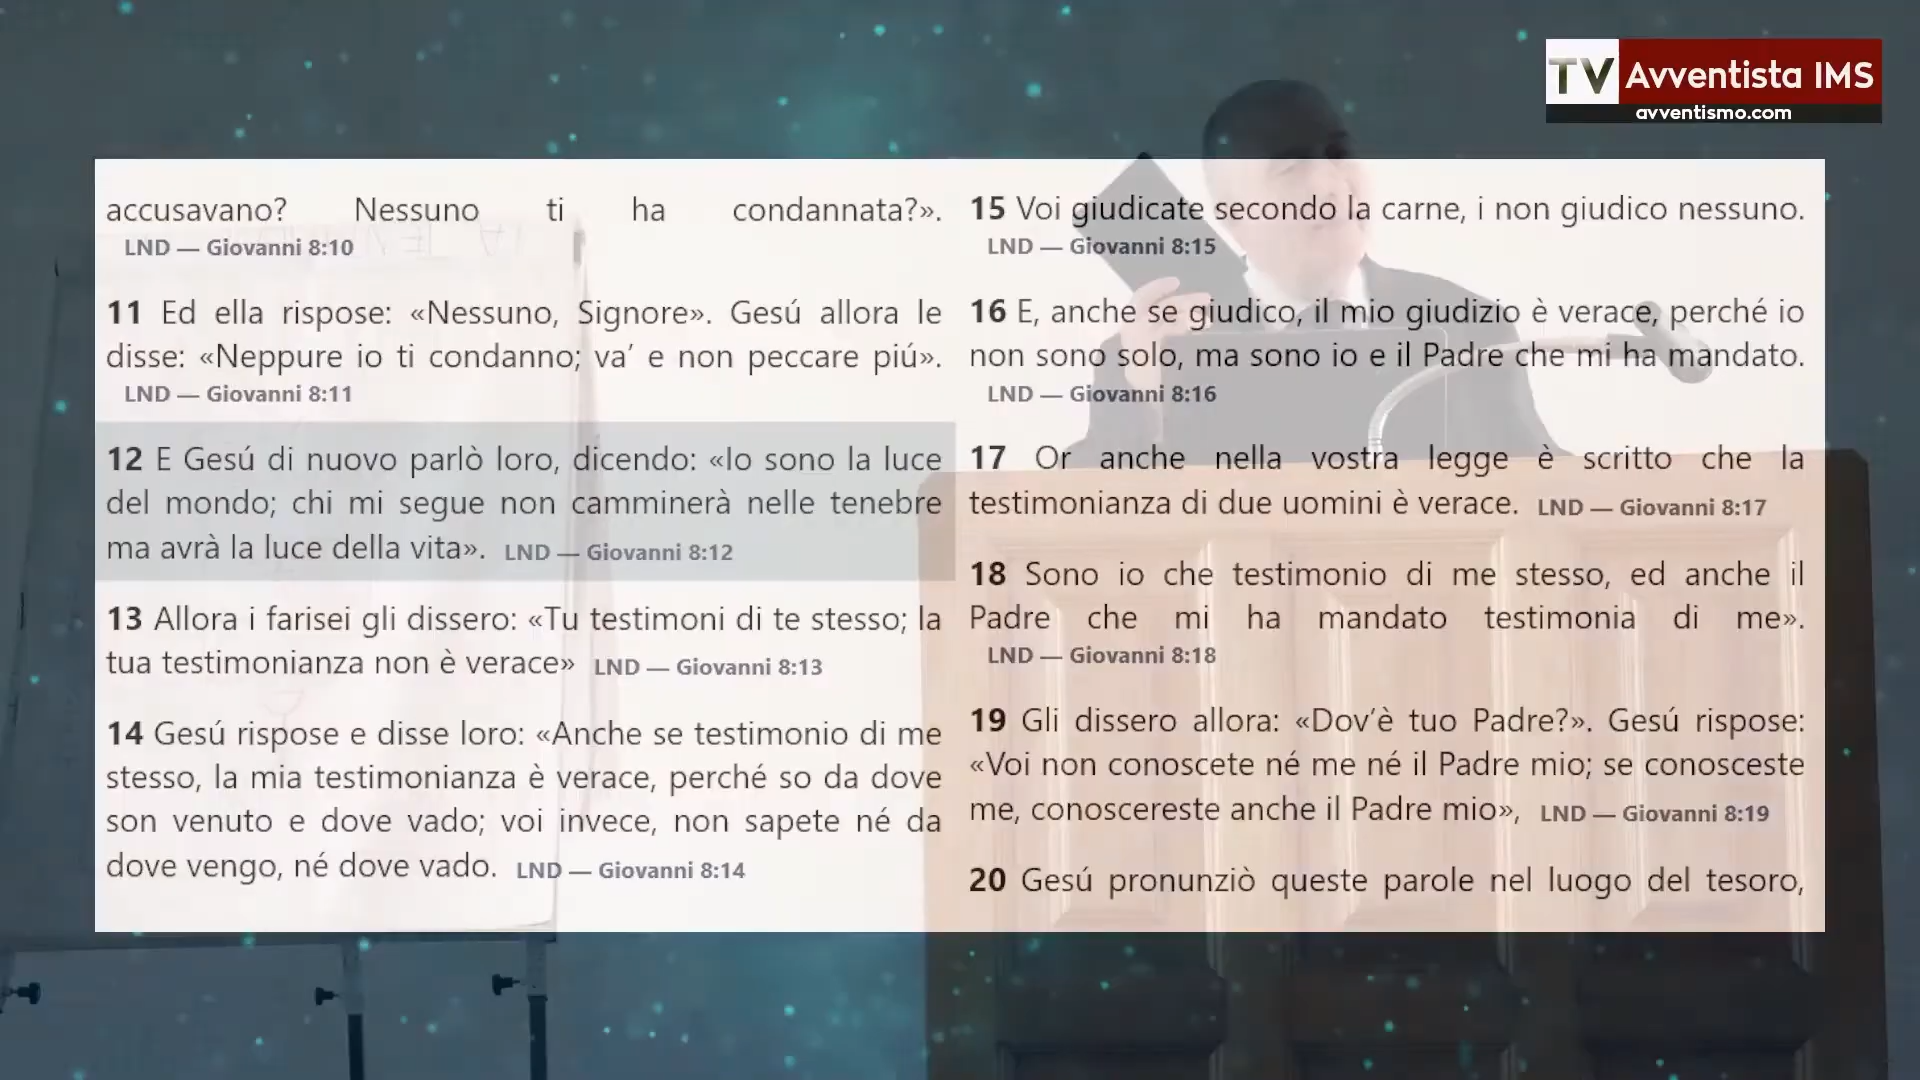 TV Avventista IMS
avventismo.com
accusavano? Nessuno ti ha condannata?».
LND — Giovanni 8:10
11 Ed ella rispose: «Nessuno, Signore». Gesú allora le
disse: «Neppure io ti condanno; va’ e non peccare piú».
LND — Giovanni 8:11
12 E Gesú di nuovo parlò loro, dicendo: «Io sono la luce
del mondo; chi mi segue non camminerà nelle tenebre
ma avrà la luce della vita». LND — Giovanni 8:12
13 Allora i farisei gli dissero: «Tu testimoni di te stesso; la
tua testimonianza non è verace» LND — Giovanni 8:13
14 Gesú rispose e disse loro: «Anche se testimonio di me
stesso, la mia testimonianza è verace, perché so da dove
son venuto e dove vado; voi invece, non sapete né da
dove vengo, né dove vado. LND — Giovanni 8:14
15 Voi giudicate secondo la carne, i non giudico nessuno.
LND — Giovanni 8:15
16 E, anche se giudico, il mio giudizio è verace, perché io
non sono solo, ma sono io e il Padre che mi ha mandato.
LND — Giovanni 8:16
17 Or anche nella vostra legge è scritto che la
testimonianza di due uomini è verace. LND — Giovanni 8:17
18 Sono io che testimonio di me stesso, ed anche il
Padre che mi ha mandato testimonia di me».
LND — Giovanni 8:18
19 Gli dissero allora: «Dov’è tuo Padre?». Gesú rispose:
«Voi non conoscete né me né il Padre mio; se conosceste
me, conoscereste anche il Padre mio», LND — Giovanni 8:19
20 Gesú pronunziò queste parole nel luogo del tesoro,